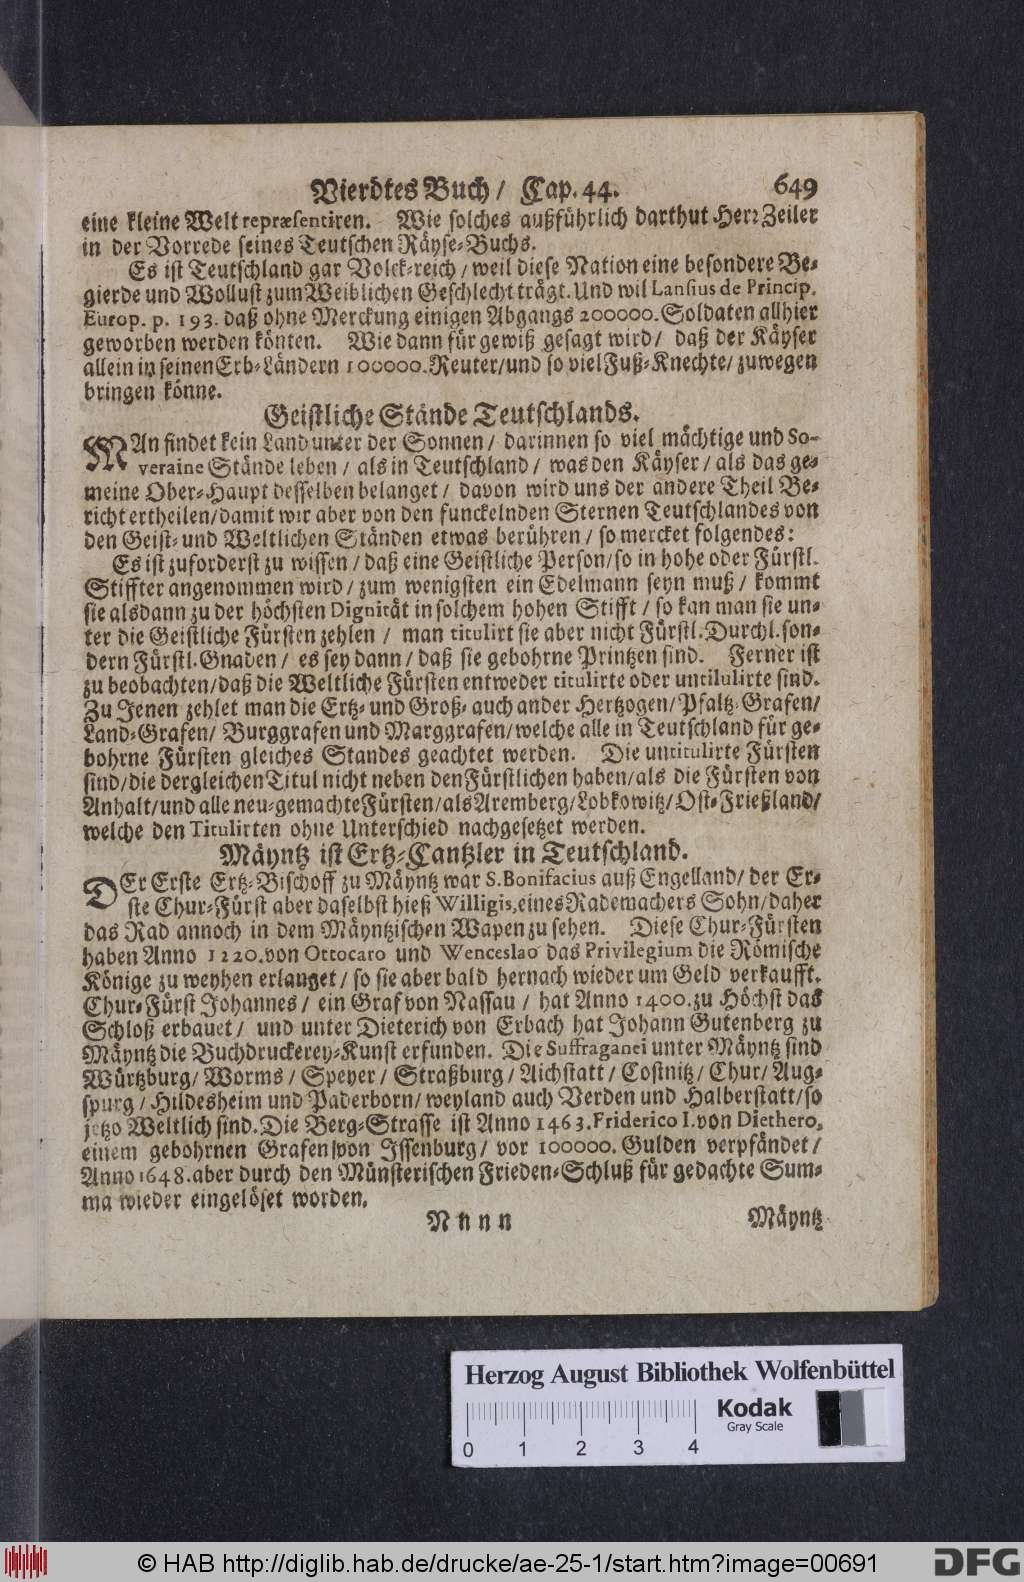 Vierdtes Buch / Cap. 44. 649
eine kleine Welt repræsentiren. Wie solches außführlich darthut Herr Zeiler
in der Vorrede seines Teutschen Räyse-Buchs.
Es ist Teutschland gar Volck-reich / weil diese Nation eine besondere Be-
gierde und Wollust zum Weiblichen Geschlecht trägt. Und wil Lansius de Princip.
Europ. p. 193. daß ohne Merckung einigen Abgangs 200000. Soldaten allhier
geworben werden könten. Wie dann für gewiß gesagt wird / daß der Käyser
allein in seinen Erb-Ländern 100000. Reuter / und so viel Fuß-Knechte / zuwegen
bringen könne.
Geistliche Stände Teutschlands.
MAn findet kein Land unter der Sonnen / darinnen so viel mächtige und So-
veraine Stände leben / als in Teutschland / was den Käyser / als das ge-
meine Ober-Haupt desselben belanget / davon wird uns der andere Theil Be-
richt ertheilen / damit wir aber von den funckelnden Sternen Teutschlandes von
den Geist- und Weltlichen Ständen etwas berühren / so mercket folgendes:
Es ist zuforderst zu wissen / daß eine Geistliche Person / so in hohe oder Fürstl.
Stiffter angenommen wird / zum wenigsten ein Edelmann seyn muß / kommt
sie alsdann zu der höchsten Dignität in solchem hohen Stifft / so kan man sie un-
ter die Geistliche Fürsten zehlen / man titulirt sie aber nicht Fürstl. Durchl. son-
dern Fürstl. Gnaden / es sey dann / daß sie gebohrne Printzen sind. Ferner ist
zu beobachten / daß die Weltliche Fürsten entweder titulirte oder untilulirte sind.
Zu Jenen zehlet man die Ertz- und Groß- auch ander Hertzogen / Pfaltz-Grafen /
Land-Grafen / Burggrafen und Marggrafen / welche alle in Teutschland für ge-
bohrne Fürsten gleiches Standes geachtet werden. Die untitulirte Fürsten
sind / die dergleichen Titul nicht neben den Fürstlichen haben / als die Fürsten von
Anhalt / und alle neu-gemachte Fürsten / als Aremberg / Lobkowitz / Ost-Frießland /
welche den Titulirten ohne Unterschied nachgesetzet werden.
Mäyntz ist Ertz-Cantzler in Teutschland.
DEr Erste Ertz-Bischoff zu Mäyntz war S. Bonifacius auß Engelland / der Er-
ste Chur-Fürst aber daselbst hieß Willigis, eines Rademachers Sohn / daher
das Rad annoch in dem Mäyntzischen Wapen zu sehen. Diese Chur-Fürsten
haben Anno 1220. von Ottocaro und Wenceslao das Privilegium die Römische
Könige zu weyhen erlanget / so sie aber bald hernach wieder um Geld verkaufft.
Chur-Fürst Johannes / ein Graf von Nassau / hat Anno 1400. zu Höchst das
Schloß erbauet / und unter Dieterich von Erbach hat Johann Gutenberg zu
Mäyntz die Buchdruckerey-Kunst erfunden. Die Suffraganei unter Mäyntz sind
Würtzburg / Worms / Speyer / Straßburg / Aichstatt / Costnitz / Chur / Aug-
spurg / Hildesheim und Paderborn / weyland auch Verden und Halberstatt / so
jetzo Weltlich sind. Die Berg-Strasse ist Anno 1463. Friderico I. von Diethero,
einem gebohrnen Grafen von Issenburg / vor 100000. Gulden verpfändet /
Anno 1648. aber durch den Münsterischen Frieden-Schluß für gedachte Sum-
ma wieder eingelöset worden.
Nnnn Mäyntz
Herzog August Bibliothek Wolfenbüttel
0 1 2 3 4
Kodak
Gray Scale
© HAB http://diglib.hab.de/drucke/ae-25-1/start.htm?image=00691
DFG